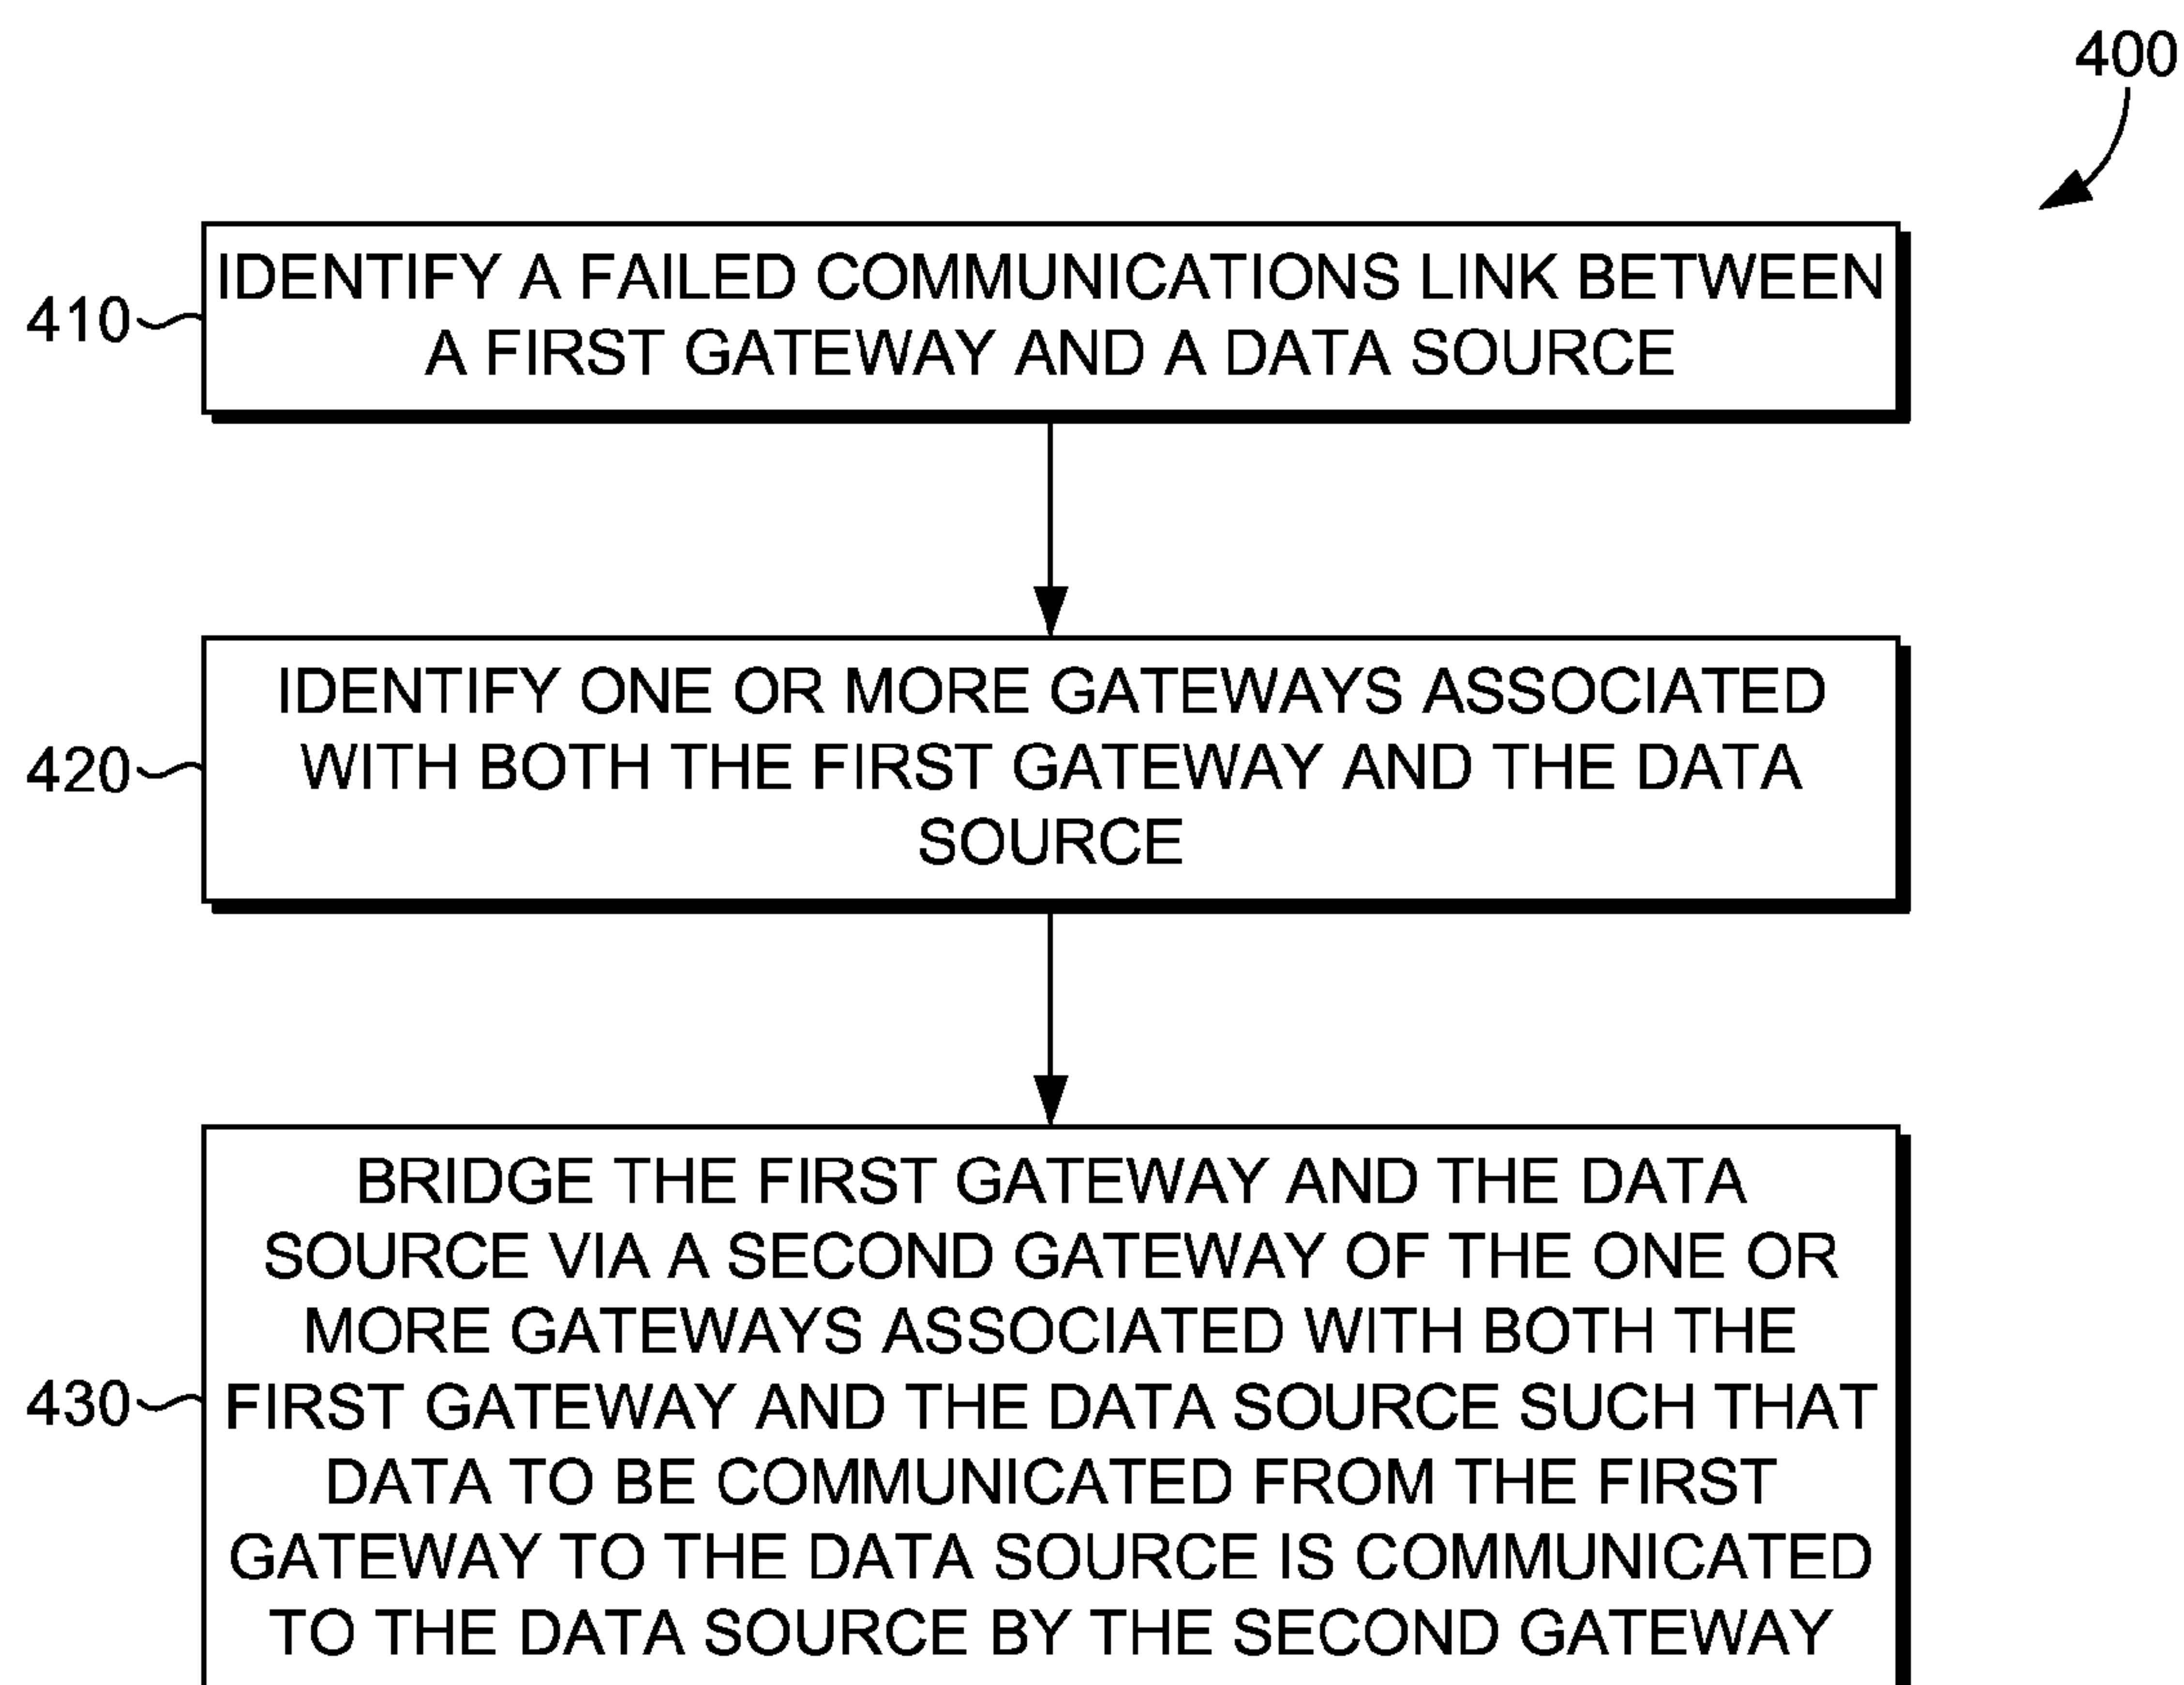 400
410
IDENTIFY A FAILED COMMUNICATIONS LINK BETWEEN
A FIRST GATEWAY AND A DATA SOURCE
420
IDENTIFY ONE OR MORE GATEWAYS ASSOCIATED
WITH BOTH THE FIRST GATEWAY AND THE DATA
SOURCE
430
BRIDGE THE FIRST GATEWAY AND THE DATA
SOURCE VIA A SECOND GATEWAY OF THE ONE OR
MORE GATEWAYS ASSOCIATED WITH BOTH THE
FIRST GATEWAY AND THE DATA SOURCE SUCH THAT
DATA TO BE COMMUNICATED FROM THE FIRST
GATEWAY TO THE DATA SOURCE IS COMMUNICATED
TO THE DATA SOURCE BY THE SECOND GATEWAY